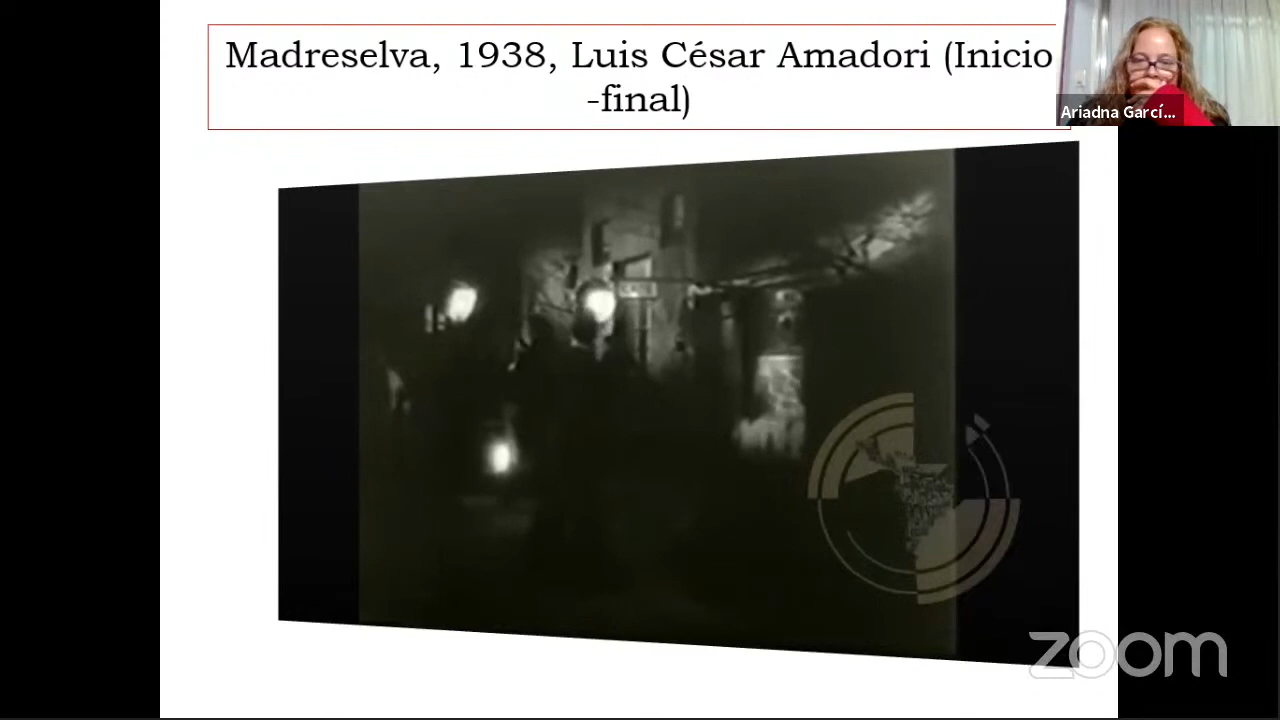 Madreselva, 1938, Luis César Amadori (Inicio
-final)
Ariadna Garcí...
zoom